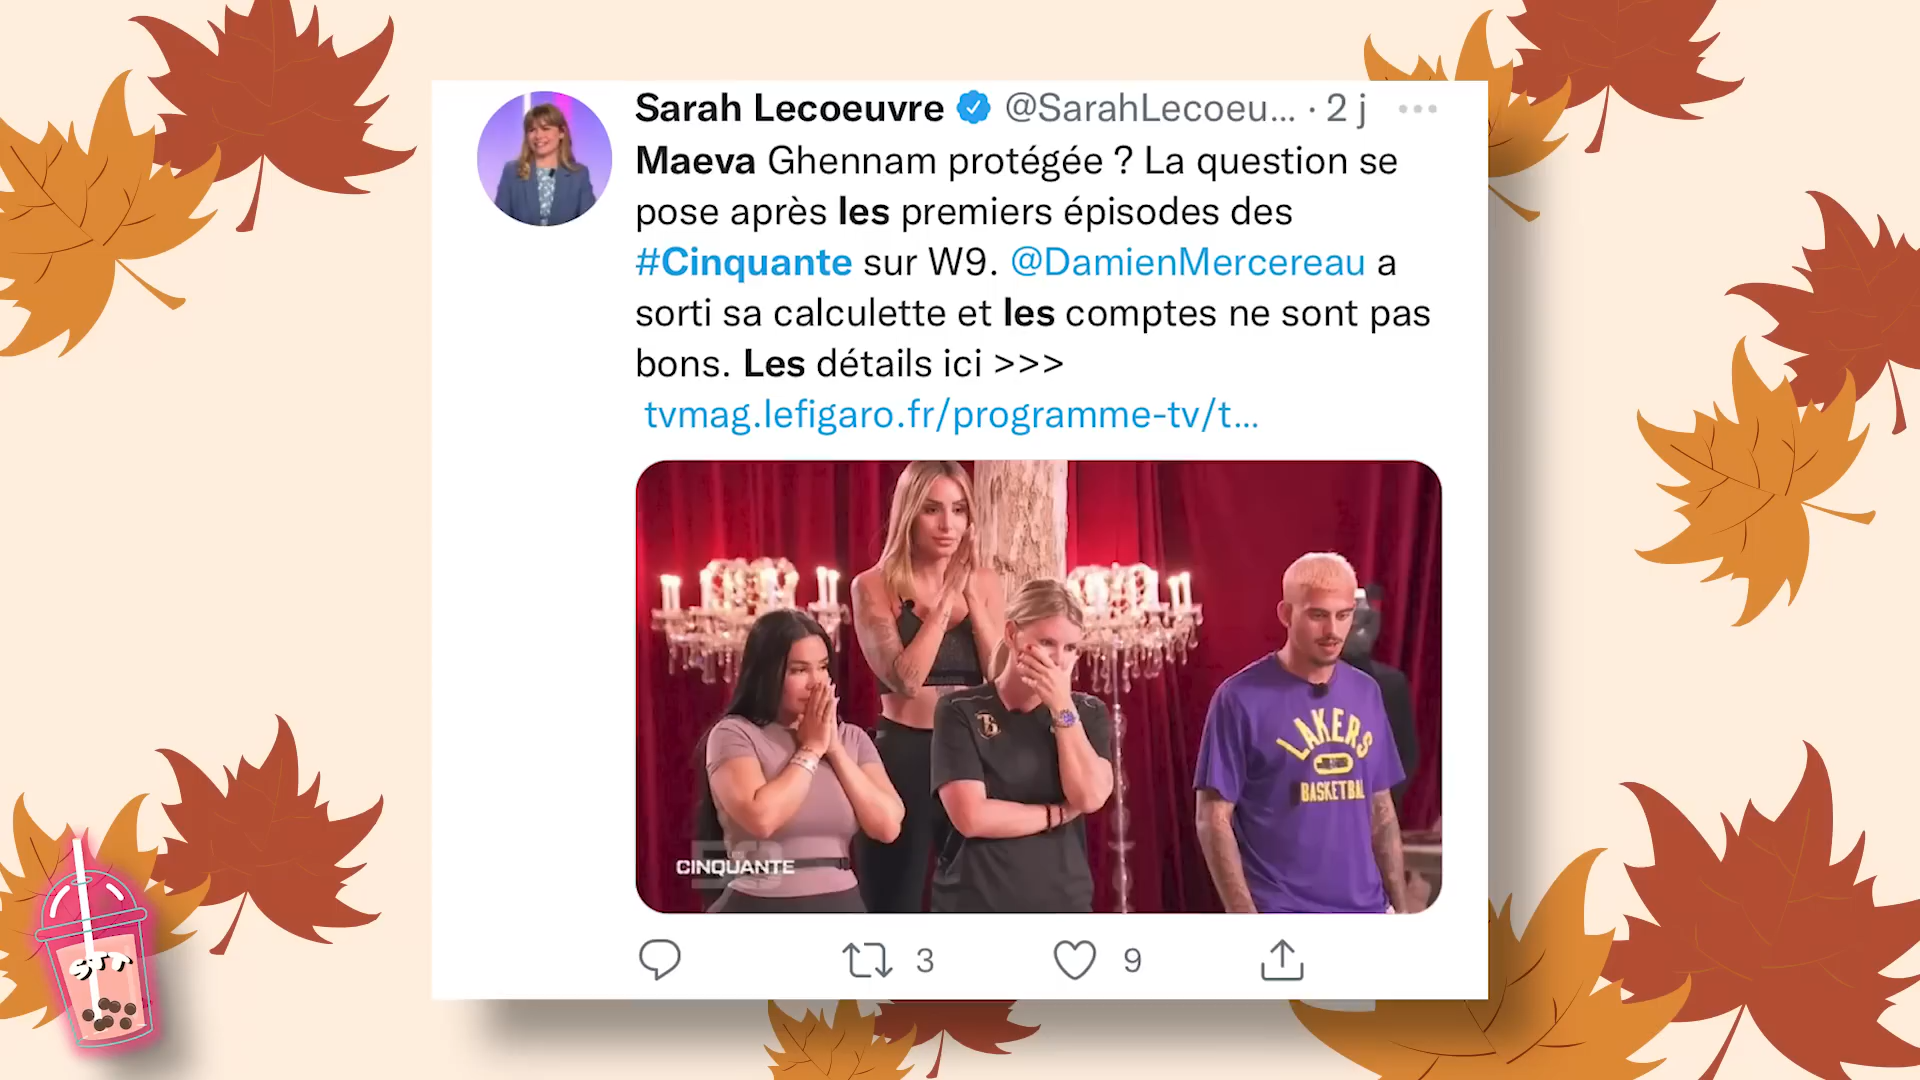 Sarah Lecoeuvre @SarahLecoeu... · 2 j
Maeva Ghennam protégée ? La question se
pose après les premiers épisodes des
#Cinquante sur W9. @DamienMercereau a
sorti sa calculette et les comptes ne sont pas
bons. Les détails ici >>>
tvmag.lefigaro.fr/programme-tv/t...
LAKERS
BASKETBAL
CINQUANTE
3 9
STT